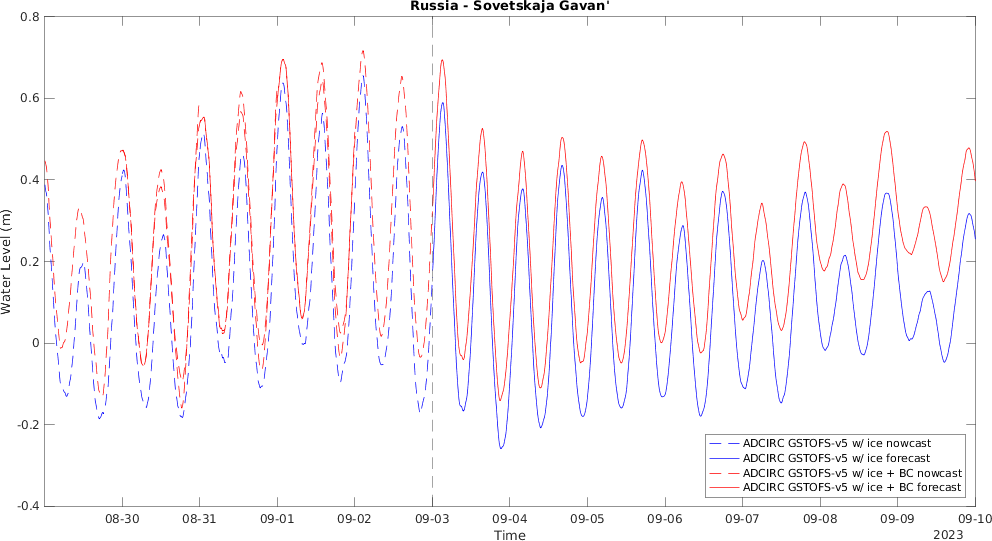 Russia - Sovetskaja Gavan'
0.8
0.6
0.4
0.2
0
-0.2
-0.4
Water Level (m)
08-30 08-31 09-01 09-02 09-03 09-04 09-05 09-06 09-07 09-08 09-09 09-10
Time
2023
ADCIRC GSTOFS-v5 w/ ice nowcast
ADCIRC GSTOFS-v5 w/ ice forecast
ADCIRC GSTOFS-v5 w/ ice + BC nowcast
ADCIRC GSTOFS-v5 w/ ice + BC forecast